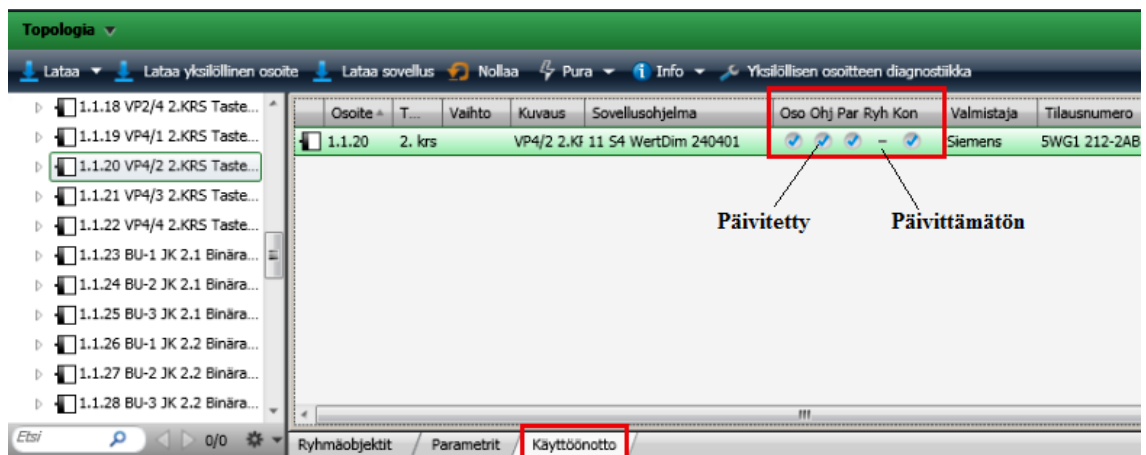 Topologia
Lataa Lataa yksilöllinen osoite Lataa sovellus Nollaa Pura Info Yksilöllisen osoitteen diagnostiikka
1.1.18 VP2/4 2.KRS Taste...
1.1.19 VP4/1 2.KRS Taste...
1.1.20 VP4/2 2.KRS Taste...
1.1.21 VP4/3 2.KRS Taste...
1.1.22 VP4/4 2.KRS Taste...
1.1.23 BU-1 JK 2.1 Binära...
1.1.24 BU-2 JK 2.1 Binära...
1.1.25 BU-3 JK 2.1 Binära...
1.1.26 BU-1 JK 2.2 Binära...
1.1.27 BU-2 JK 2.2 Binära...
1.1.28 BU-3 JK 2.2 Binära...
Etsi 0/0
Osoite T... Vaihto Kuvaus Sovellusohjelma Oso Ohj Par Ryh Kon Valmistaja Tilausnumero
1.1.20 2. krs VP4/2 2.KF 11 S4 WertDim 240401 – Siemens 5WG1 212-2AB
Päivitetty Päivittämätön
Ryhmäobjektit Parametrit Käyttöönotto